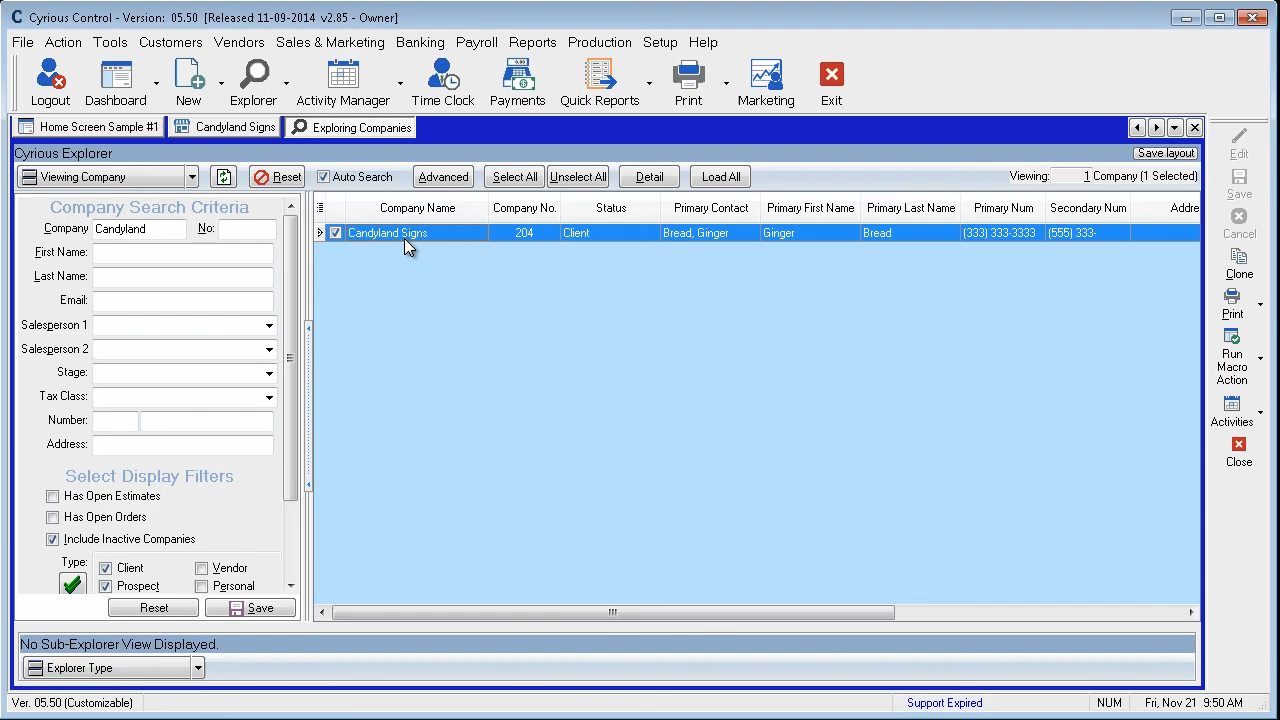 Cyrious Control - Version: 05.50 [Released 11-09-2014 v2.85 - Owner]
File Action Tools Customers Vendors Sales & Marketing Banking Payroll Reports Production Setup Help
Logout Dashboard New Explorer Activity Manager Time Clock Payments Quick Reports Print Marketing Exit
Home Screen Sample #1 Candyland Signs Exploring Companies
Cyrious Explorer Save layout
Viewing Company Reset Auto Search Advanced Select All Unselect All Detail Load All Viewing: 1 Company (1 Selected)
Company Search Criteria
Company Candyland No:
First Name:
Last Name:
Email:
Salesperson 1
Salesperson 2
Stage:
Tax Class:
Number:
Address:
Select Display Filters
Has Open Estimates
Has Open Orders
Include Inactive Companies
Type: Client Vendor
Prospect Personal
Reset Save
Company Name Company No. Status Primary Contact Primary First Name Primary Last Name Primary Num Secondary Num Addre
Candyland Signs 204 Client Bread, Ginger Ginger Bread (333) 333-3333 (555) 333-
No Sub-Explorer View Displayed.
Explorer Type
Edit
Save
Cancel
Clone
Print
Run
Macro
Action
Activities
Close
Ver. 05.50 (Customizable) Support Expired NUM Fri, Nov 21 9:50 AM